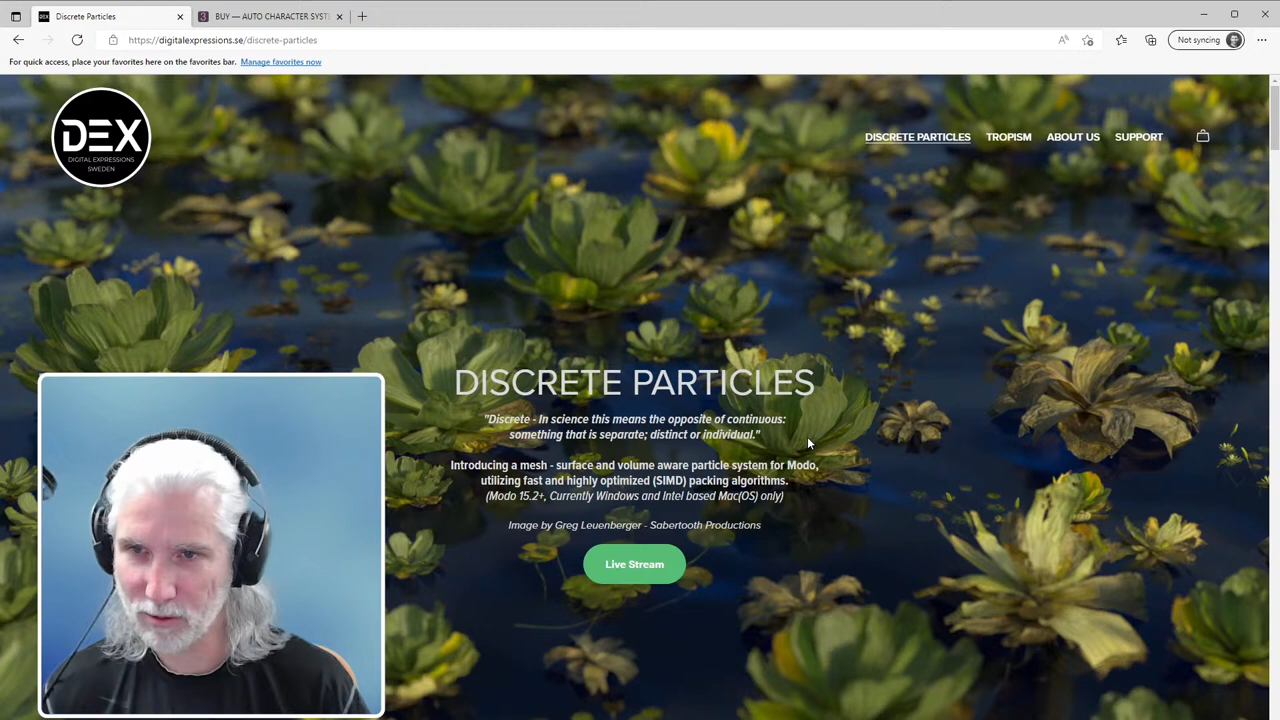 Discrete Particles
BUY — AUTO CHARACTER SYST
https://digitalexpressions.se/discrete-particles
Not syncing
For quick access, place your favorites here on the favorites bar. Manage favorites now
DEX
DIGITAL EXPRESSIONS
SWEDEN
DISCRETE PARTICLES TROPISM ABOUT US SUPPORT
DISCRETE PARTICLES
"Discrete - In science this means the opposite of continuous:
something that is separate; distinct or individual."
Introducing a mesh - surface and volume aware particle system for Modo,
utilizing fast and highly optimized (SIMD) packing algorithms.
(Modo 15.2+, Currently Windows and Intel based Mac(OS) only)
Image by Greg Leuenberger - Sabertooth Productions
Live Stream